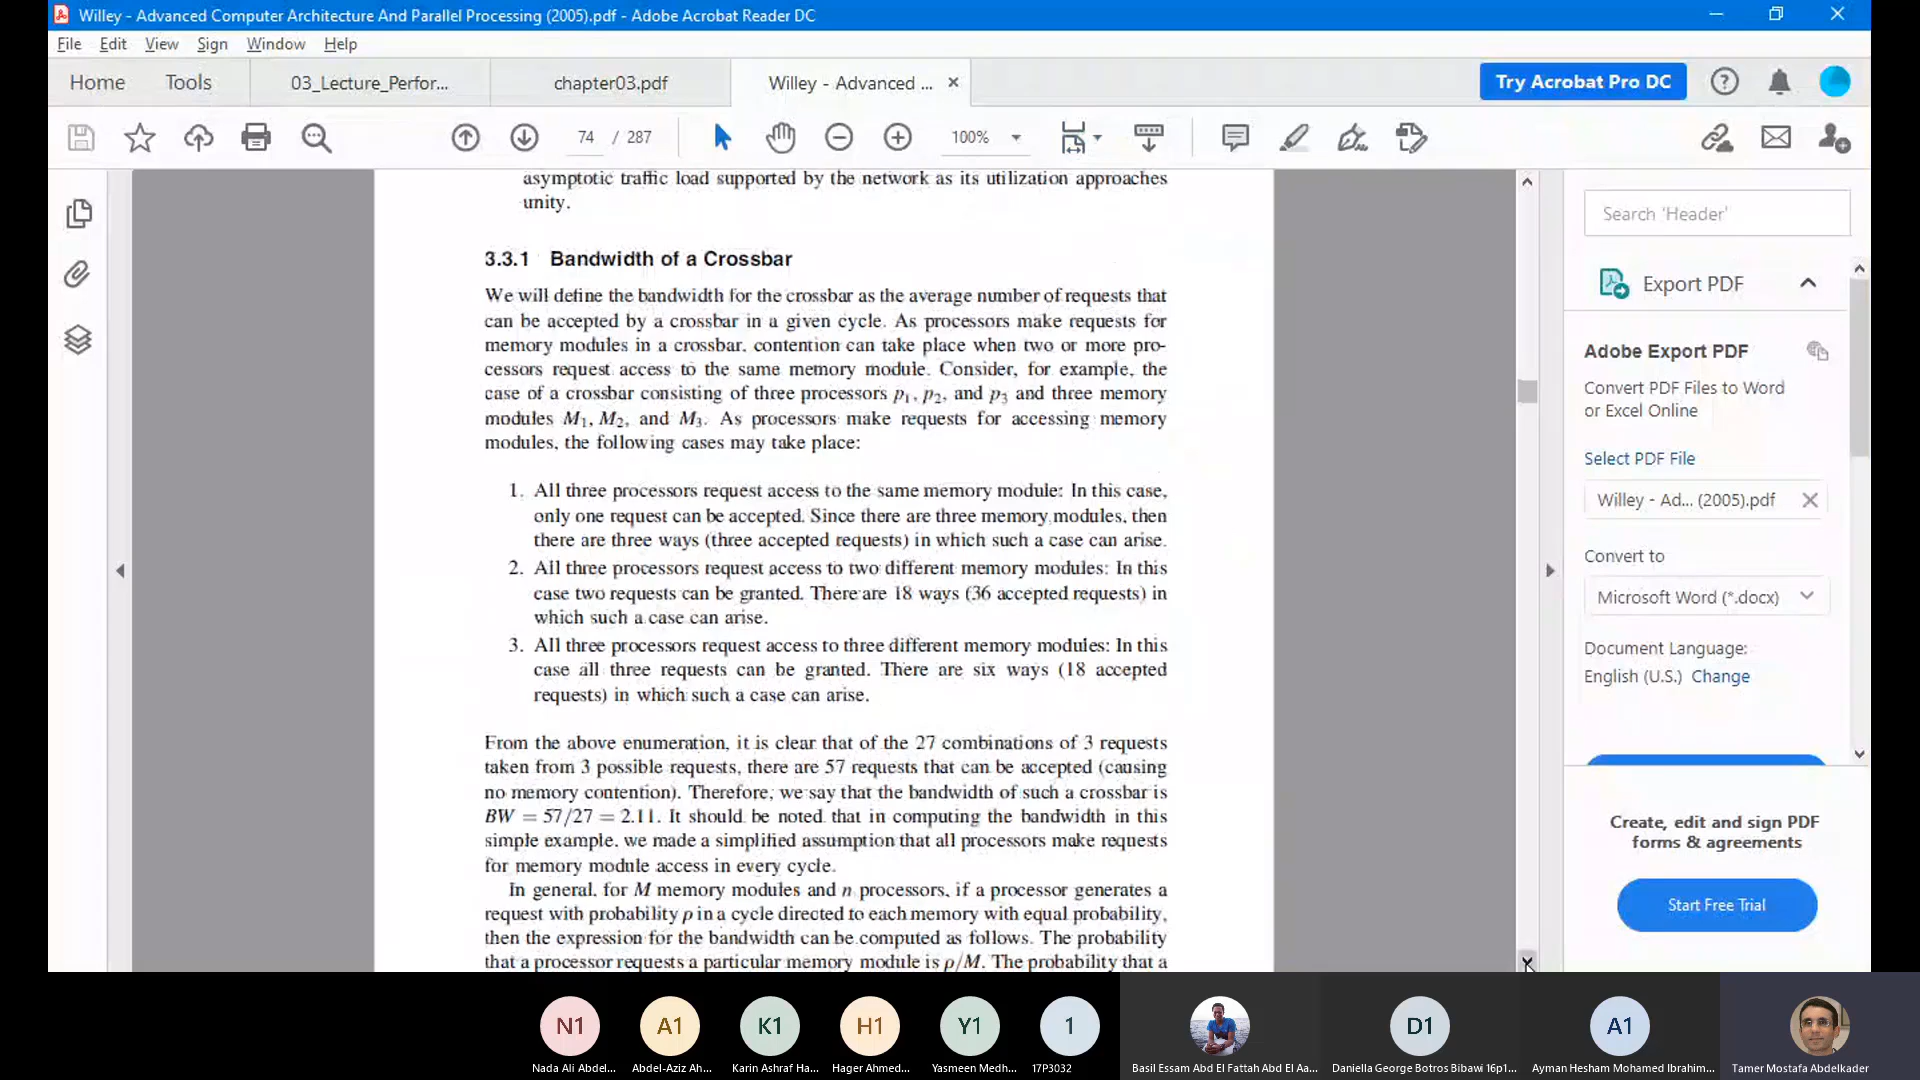 Willey - Advanced Computer Architecture And Parallel Processing (2005).pdf - Adobe Acrobat Reader DC
File Edit View Sign Window Help
Home Tools 03_Lecture_Perfor... chapter03.pdf Willey - Advanced ... Try Acrobat Pro DC
74 / 287 100%
asymptotic traffic load supported by the network as its utilization approaches
unity.
3.3.1 Bandwidth of a Crossbar
We will define the bandwidth for the crossbar as the average number of requests that
can be accepted by a crossbar in a given cycle. As processors make requests for
memory modules in a crossbar, contention can take place when two or more pro-
cessors request access to the same memory module. Consider, for example, the
case of a crossbar consisting of three processors p1, p2, and p3 and three memory
modules M1, M2, and M3. As processors make requests for accessing memory
modules, the following cases may take place:
1. All three processors request access to the same memory module: In this case,
only one request can be accepted. Since there are three memory modules, then
there are three ways (three accepted requests) in which such a case can arise.
2. All three processors request access to two different memory modules: In this
case two requests can be granted. There are 18 ways (36 accepted requests) in
which such a case can arise.
3. All three processors request access to three different memory modules: In this
case all three requests can be granted. There are six ways (18 accepted
requests) in which such a case can arise.
From the above enumeration, it is clear that of the 27 combinations of 3 requests
taken from 3 possible requests, there are 57 requests that can be accepted (causing
no memory contention). Therefore, we say that the bandwidth of such a crossbar is
BW = 57/27 = 2.11. It should be noted that in computing the bandwidth in this
simple example, we made a simplified assumption that all processors make requests
for memory module access in every cycle.
In general, for M memory modules and n processors, if a processor generates a
request with probability ρ in a cycle directed to each memory with equal probability,
then the expression for the bandwidth can be computed as follows. The probability
that a processor requests a particular memory module is ρ/M. The probability that a
Search 'Header'
Export PDF
Adobe Export PDF
Convert PDF Files to Word
or Excel Online
Select PDF File
Willey - Ad... (2005).pdf
Convert to
Microsoft Word (*.docx)
Document Language:
English (U.S.) Change
Create, edit and sign PDF
forms & agreements
Start Free Trial
N1 A1 K1 H1 Y1 1 D1 A1
Nada Ali Abdel... Abdel-Aziz Ah... Karin Ashraf Ha... Hager Ahmed... Yasmeen Medh... 17P3032 Basil Essam Abd El Fattah Abd El Aa... Daniella George Botros Bibawi 16p1... Ayman Hesham Mohamed Ibrahim... Tamer Mostafa Abdelkader